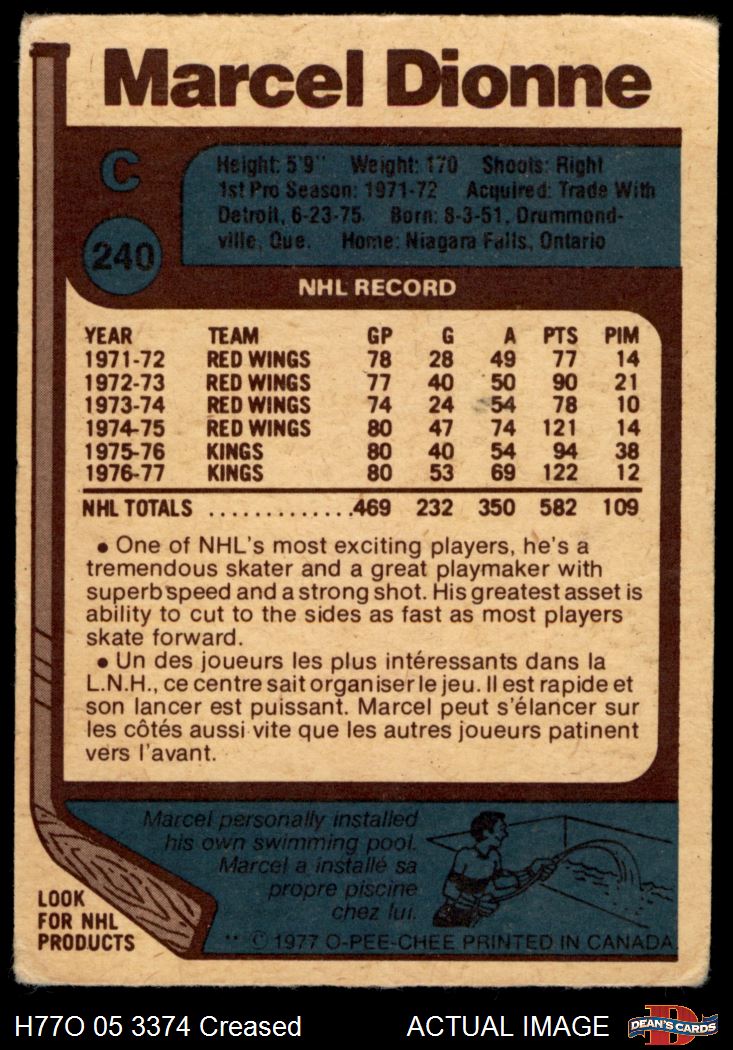 Marcel Dionne
C
240
Height: 5'9" Weight: 170 Shoots: Right
1st Pro Season: 1971-72 Acquired: Trade With
Detroit, 6-23-75. Born: 8-3-51, Drummond-
ville, Que. Home: Niagara Falls, Ontario
NHL RECORD
YEAR TEAM GP G A PTS PIM
1971-72 RED WINGS 78 28 49 77 14
1972-73 RED WINGS 77 40 50 90 21
1973-74 RED WINGS 74 24 54 78 10
1974-75 RED WINGS 80 47 74 121 14
1975-76 KINGS 80 40 54 94 38
1976-77 KINGS 80 53 69 122 12
NHL TOTALS .............469 232 350 582 109
• One of NHL's most exciting players, he's a
tremendous skater and a great playmaker with
superb speed and a strong shot. His greatest asset is
ability to cut to the sides as fast as most players
skate forward.
• Un des joueurs les plus intéressants dans la
L.N.H., ce centre sait organiser le jeu. Il est rapide et
son lancer est puissant. Marcel peut s'élancer sur
les côtés aussi vite que les autres joueurs patinent
vers l'avant.
Marcel personally installed
his own swimming pool.
Marcel a installé sa
propre piscine
chez lui.
LOOK
FOR NHL
PRODUCTS
** © 1977 O-PEE-CHEE PRINTED IN CANADA
H77O 05 3374 Creased ACTUAL IMAGE
DEAN'S CARDS